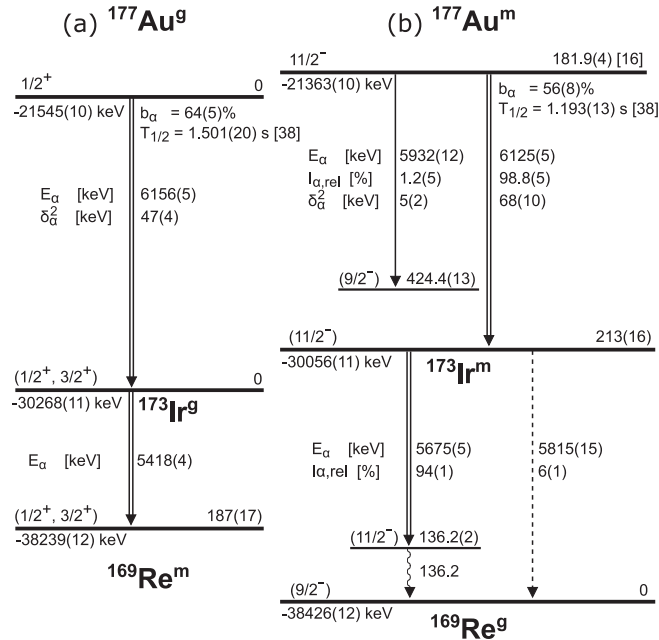 (a) ¹⁷⁷Auᵍ
1/2⁺ 0
-21545(10) keV
bα = 64(5)%
T1/2 = 1.501(20) s [38]
Eα [keV] 6156(5)
δ²α [keV] 47(4)
(1/2⁺, 3/2⁺) 0
-30268(11) keV
¹⁷³Irᵍ
Eα [keV] 5418(4)
(1/2⁺, 3/2⁺) 187(17)
-38239(12) keV
¹⁶⁹Reᵐ
(b) ¹⁷⁷Auᵐ
11/2⁻ 181.9(4) [16]
-21363(10) keV
bα = 56(8)%
T1/2 = 1.193(13) s [38]
Eα [keV] 5932(12) 6125(5)
Iα,rel [%] 1.2(5) 98.8(5)
δ²α [keV] 5(2) 68(10)
(9/2⁻) 424.4(13)
(11/2⁻) 213(16)
-30056(11) keV
¹⁷³Irᵐ
Eα [keV] 5675(5) 5815(15)
Iα,rel [%] 94(1) 6(1)
(11/2⁻) 136.2(2)
136.2
(9/2⁻) 0
-38426(12) keV
¹⁶⁹Reᵍ